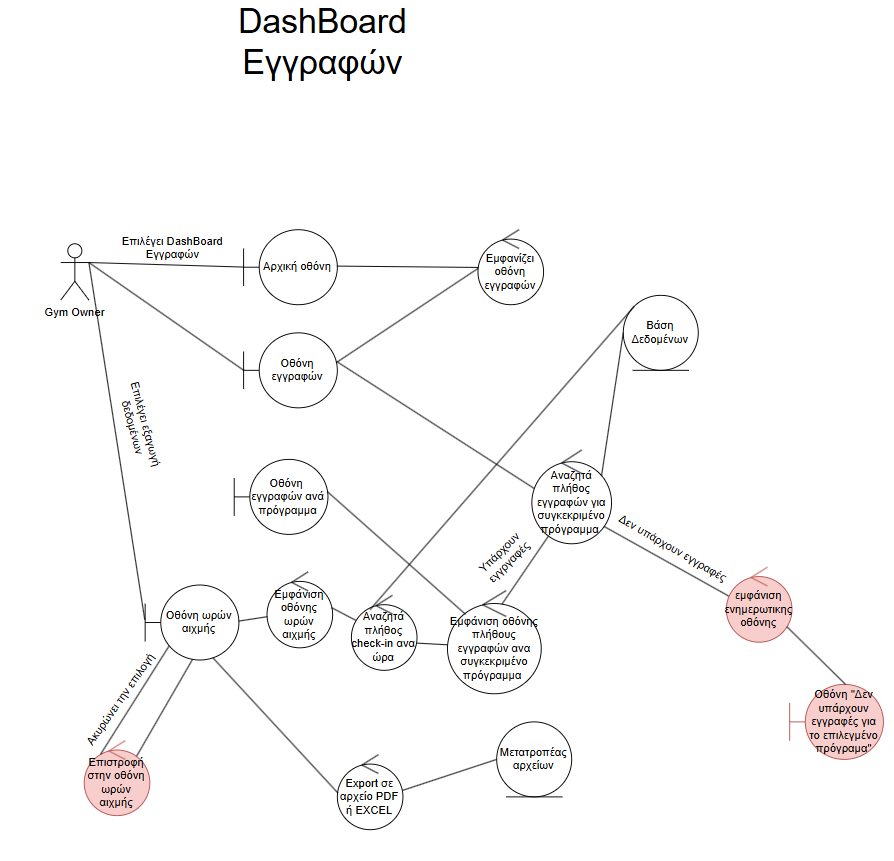 DashBoard
Εγγραφών
Επιλέγει DashBoard
Εγγραφών
Αρχική οθόνη
Εμφανίζει
οθόνη
εγγραφών
Gym Owner
Βάση
Δεδομένων
Οθόνη
εγγραφών
Επιλέγει εξαγωγή
δεδομένων
Οθόνη
εγγραφών ανά
πρόγραμμα
Αναζητά
πλήθος
εγγραφών για
συγκεκριμένο
πρόγραμμα
Υπάρχουν
εγγραφές
Δεν υπάρχουν εγγραφές
Οθόνη ωρών
αιχμής
Εμφάνιση
οθόνης
ωρών
αιχμής
Αναζητά
πλήθος
check-in ανα
ώρα
Εμφάνιση οθόνης
πλήθους
εγγραφών ανα
συγκεκριμένο
πρόγραμμα
εμφάνιση
ενημερωτικης
οθόνης
Ακυρώνει την επιλογή
Οθόνη "Δεν
υπάρχουν
εγγραφές για
το επιλεγμένο
πρόγραμα"
Επιστροφή
στην οθόνη
ωρών
αιχμής
Export σε
αρχείο PDF
ή EXCEL
Μετατροπέας
αρχείων